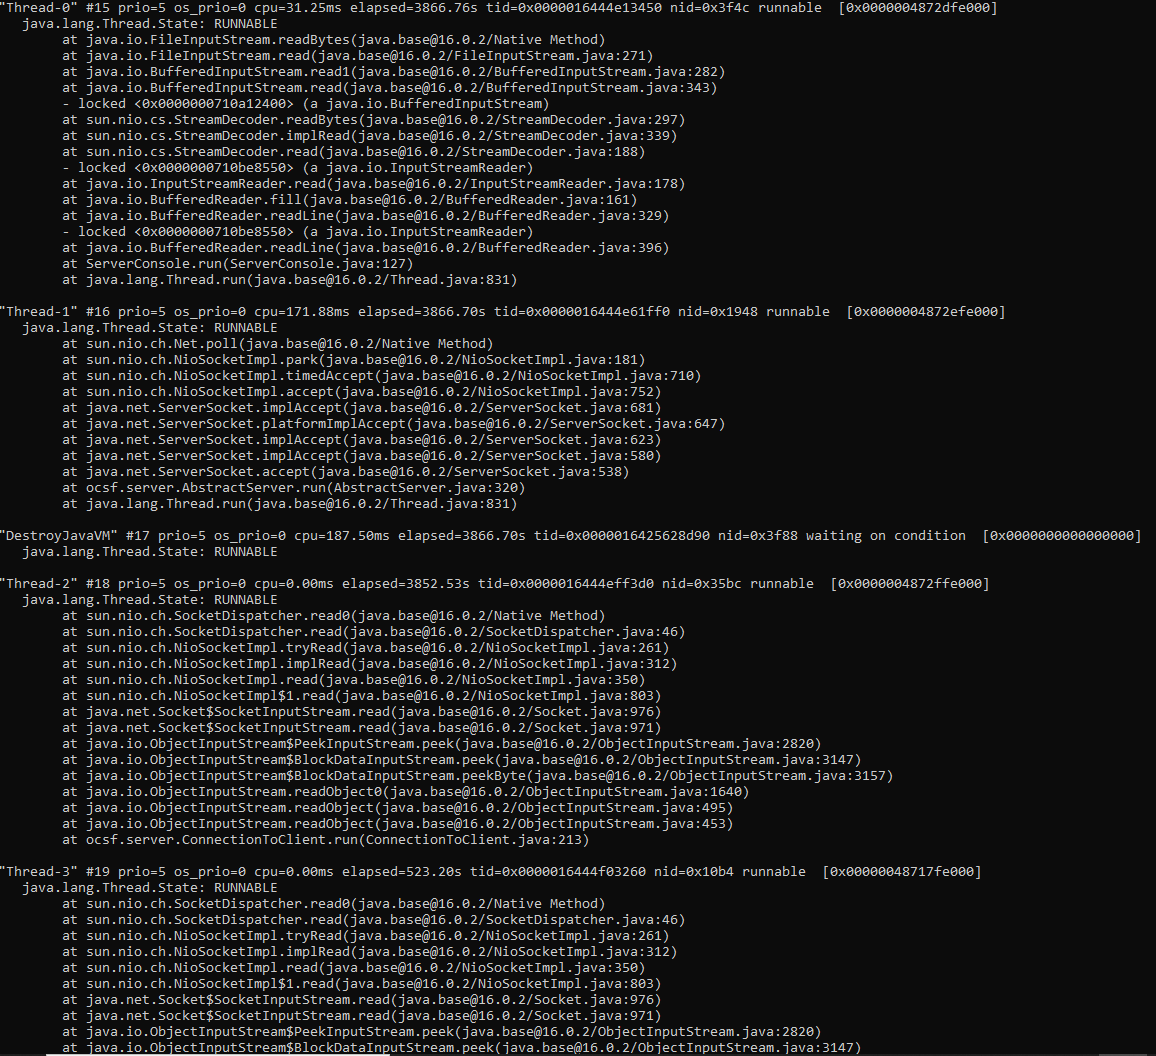 "Thread-0" #15 prio=5 os_prio=0 cpu=31.25ms elapsed=3866.76s tid=0x0000016444e13450 nid=0x3f4c runnable  [0x0000004872dfe000]
   java.lang.Thread.State: RUNNABLE
        at java.io.FileInputStream.readBytes(java.base@16.0.2/Native Method)
        at java.io.FileInputStream.read(java.base@16.0.2/FileInputStream.java:271)
        at java.io.BufferedInputStream.read1(java.base@16.0.2/BufferedInputStream.java:282)
        at java.io.BufferedInputStream.read(java.base@16.0.2/BufferedInputStream.java:343)
        - locked <0x0000000710a12400> (a java.io.BufferedInputStream)
        at sun.nio.cs.StreamDecoder.readBytes(java.base@16.0.2/StreamDecoder.java:297)
        at sun.nio.cs.StreamDecoder.implRead(java.base@16.0.2/StreamDecoder.java:339)
        at sun.nio.cs.StreamDecoder.read(java.base@16.0.2/StreamDecoder.java:188)
        - locked <0x0000000710be8550> (a java.io.InputStreamReader)
        at java.io.InputStreamReader.read(java.base@16.0.2/InputStreamReader.java:178)
        at java.io.BufferedReader.fill(java.base@16.0.2/BufferedReader.java:161)
        at java.io.BufferedReader.readLine(java.base@16.0.2/BufferedReader.java:329)
        - locked <0x0000000710be8550> (a java.io.InputStreamReader)
        at java.io.BufferedReader.readLine(java.base@16.0.2/BufferedReader.java:396)
        at ServerConsole.run(ServerConsole.java:127)
        at java.lang.Thread.run(java.base@16.0.2/Thread.java:831)

"Thread-1" #16 prio=5 os_prio=0 cpu=171.88ms elapsed=3866.70s tid=0x0000016444e61ff0 nid=0x1948 runnable  [0x0000004872efe000]
   java.lang.Thread.State: RUNNABLE
        at sun.nio.ch.Net.poll(java.base@16.0.2/Native Method)
        at sun.nio.ch.NioSocketImpl.park(java.base@16.0.2/NioSocketImpl.java:181)
        at sun.nio.ch.NioSocketImpl.timedAccept(java.base@16.0.2/NioSocketImpl.java:710)
        at sun.nio.ch.NioSocketImpl.accept(java.base@16.0.2/NioSocketImpl.java:752)
        at java.net.ServerSocket.implAccept(java.base@16.0.2/ServerSocket.java:681)
        at java.net.ServerSocket.platformImplAccept(java.base@16.0.2/ServerSocket.java:647)
        at java.net.ServerSocket.implAccept(java.base@16.0.2/ServerSocket.java:623)
        at java.net.ServerSocket.implAccept(java.base@16.0.2/ServerSocket.java:580)
        at java.net.ServerSocket.accept(java.base@16.0.2/ServerSocket.java:538)
        at ocsf.server.AbstractServer.run(AbstractServer.java:320)
        at java.lang.Thread.run(java.base@16.0.2/Thread.java:831)

"DestroyJavaVM" #17 prio=5 os_prio=0 cpu=187.50ms elapsed=3866.70s tid=0x0000016425628d90 nid=0x3f88 waiting on condition  [0x0000000000000000]
   java.lang.Thread.State: RUNNABLE

"Thread-2" #18 prio=5 os_prio=0 cpu=0.00ms elapsed=3852.53s tid=0x0000016444eff3d0 nid=0x35bc runnable  [0x0000004872ffe000]
   java.lang.Thread.State: RUNNABLE
        at sun.nio.ch.SocketDispatcher.read0(java.base@16.0.2/Native Method)
        at sun.nio.ch.SocketDispatcher.read(java.base@16.0.2/SocketDispatcher.java:46)
        at sun.nio.ch.NioSocketImpl.tryRead(java.base@16.0.2/NioSocketImpl.java:261)
        at sun.nio.ch.NioSocketImpl.implRead(java.base@16.0.2/NioSocketImpl.java:312)
        at sun.nio.ch.NioSocketImpl.read(java.base@16.0.2/NioSocketImpl.java:350)
        at sun.nio.ch.NioSocketImpl$1.read(java.base@16.0.2/NioSocketImpl.java:803)
        at java.net.Socket$SocketInputStream.read(java.base@16.0.2/Socket.java:976)
        at java.net.Socket$SocketInputStream.read(java.base@16.0.2/Socket.java:971)
        at java.io.ObjectInputStream$PeekInputStream.peek(java.base@16.0.2/ObjectInputStream.java:2820)
        at java.io.ObjectInputStream$BlockDataInputStream.peek(java.base@16.0.2/ObjectInputStream.java:3147)
        at java.io.ObjectInputStream$BlockDataInputStream.peekByte(java.base@16.0.2/ObjectInputStream.java:3157)
        at java.io.ObjectInputStream.readObject0(java.base@16.0.2/ObjectInputStream.java:1640)
        at java.io.ObjectInputStream.readObject(java.base@16.0.2/ObjectInputStream.java:495)
        at java.io.ObjectInputStream.readObject(java.base@16.0.2/ObjectInputStream.java:453)
        at ocsf.server.ConnectionToClient.run(ConnectionToClient.java:213)

"Thread-3" #19 prio=5 os_prio=0 cpu=0.00ms elapsed=523.20s tid=0x0000016444f03260 nid=0x10b4 runnable  [0x00000048717fe000]
   java.lang.Thread.State: RUNNABLE
        at sun.nio.ch.SocketDispatcher.read0(java.base@16.0.2/Native Method)
        at sun.nio.ch.SocketDispatcher.read(java.base@16.0.2/SocketDispatcher.java:46)
        at sun.nio.ch.NioSocketImpl.tryRead(java.base@16.0.2/NioSocketImpl.java:261)
        at sun.nio.ch.NioSocketImpl.implRead(java.base@16.0.2/NioSocketImpl.java:312)
        at sun.nio.ch.NioSocketImpl.read(java.base@16.0.2/NioSocketImpl.java:350)
        at sun.nio.ch.NioSocketImpl$1.read(java.base@16.0.2/NioSocketImpl.java:803)
        at java.net.Socket$SocketInputStream.read(java.base@16.0.2/Socket.java:976)
        at java.net.Socket$SocketInputStream.read(java.base@16.0.2/Socket.java:971)
        at java.io.ObjectInputStream$PeekInputStream.peek(java.base@16.0.2/ObjectInputStream.java:2820)
        at java.io.ObjectInputStream$BlockDataInputStream.peek(java.base@16.0.2/ObjectInputStream.java:3147)